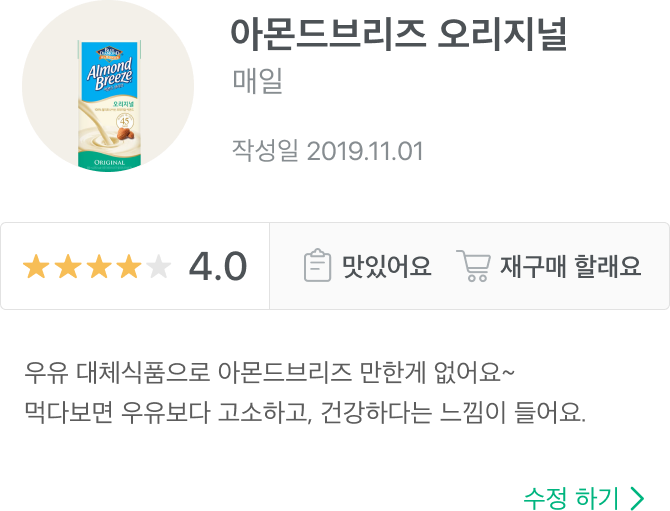 아몬드브리즈 오리지널
매일
작성일 2019.11.01
BLUE DIAMOND
Almond
Breeze
오리지널
45
ORIGINAL
4.0
맛있어요
재구매 할래요
우유 대체식품으로 아몬드브리즈 만한게 없어요~
먹다보면 우유보다 고소하고, 건강하다는 느낌이 들어요.
수정 하기